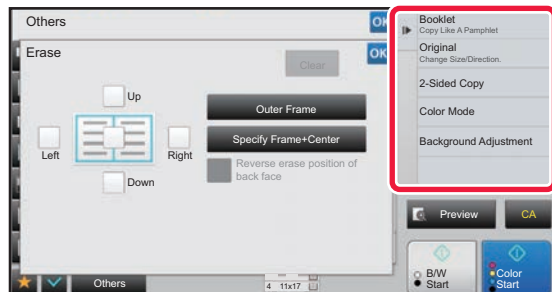 Others
OK
Booklet
Copy Like A Pamphlet
Original
Change Size/Direction.
2-Sided Copy
Color Mode
Background Adjustment
Erase
OK
Clear
Up
Left
Right
Down
Outer Frame
Specify Frame+Center
Reverse erase position of
back face
Preview
CA
B/W
Start
Color
Start
Others
4 11x17